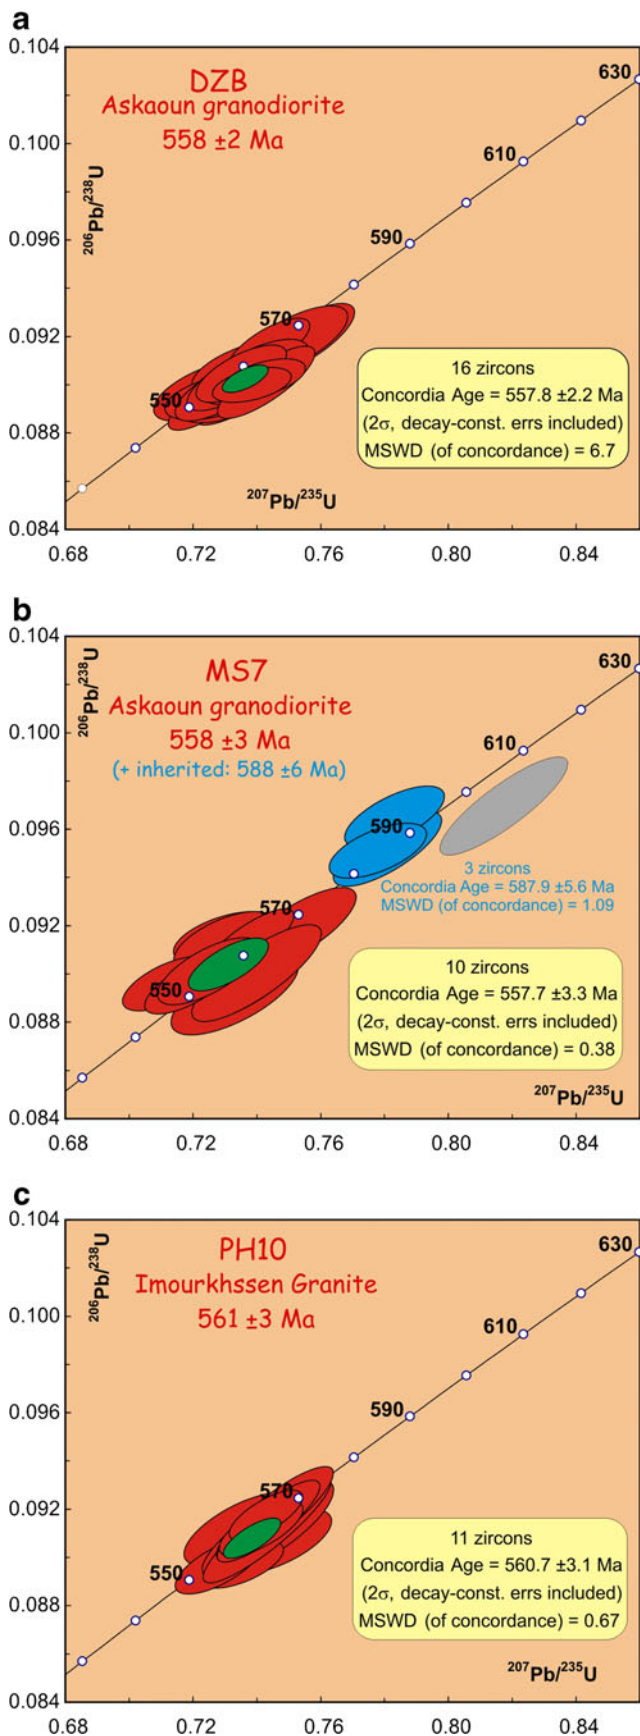 a
0.104
0.100
0.096
0.092
0.088
0.084
206Pb/238U
DZB
Askaoun granodiorite
558 ±2 Ma
630
610
590
570
550
16 zircons
Concordia Age = 557.8 ±2.2 Ma
(2σ, decay-const. errs included)
MSWD (of concordance) = 6.7
207Pb/235U
0.68 0.72 0.76 0.80 0.84
b
0.104
0.100
0.096
0.092
0.088
0.084
206Pb/238U
MS7
Askaoun granodiorite
558 ±3 Ma
(+ inherited: 588 ±6 Ma)
630
610
590
570
550
3 zircons
Concordia Age = 587.9 ±5.6 Ma
MSWD (of concordance) = 1.09
10 zircons
Concordia Age = 557.7 ±3.3 Ma
(2σ, decay-const. errs included)
MSWD (of concordance) = 0.38
207Pb/235U
0.68 0.72 0.76 0.80 0.84
c
0.104
0.100
0.096
0.092
0.088
0.084
206Pb/238U
PH10
Imourkhssen Granite
561 ±3 Ma
630
610
590
570
550
11 zircons
Concordia Age = 560.7 ±3.1 Ma
(2σ, decay-const. errs included)
MSWD (of concordance) = 0.67
207Pb/235U
0.68 0.72 0.76 0.80 0.84